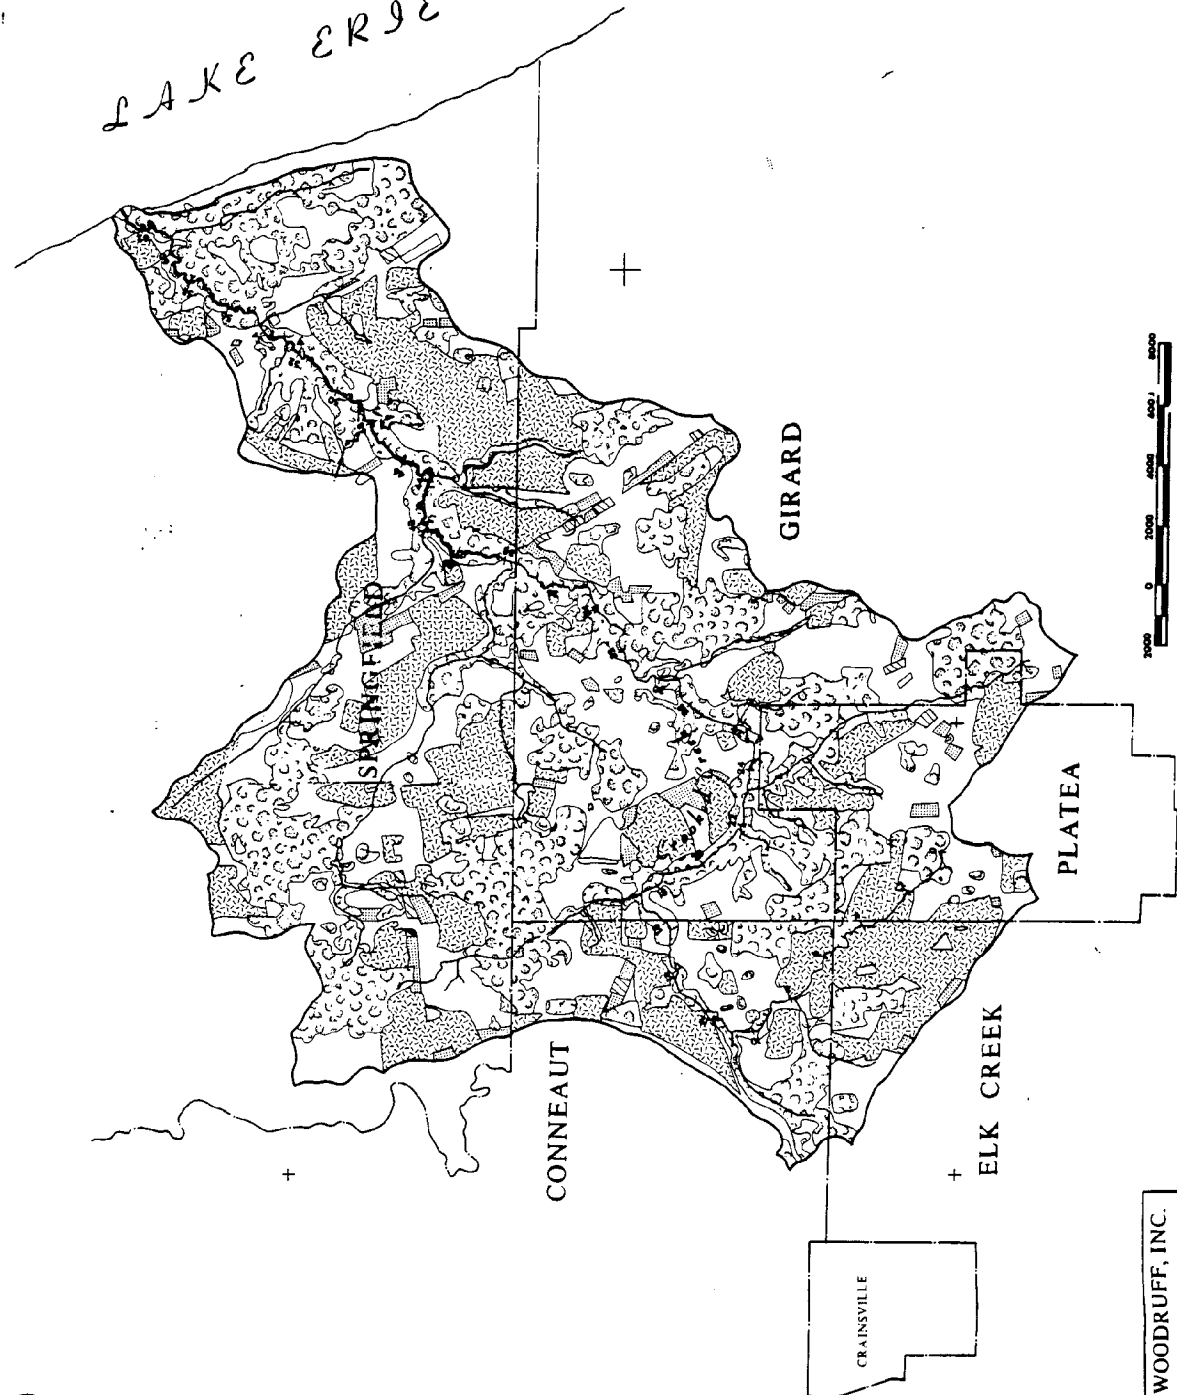 LAKE ERIE
SPRINGFIELD
GIRARD
CONNEAUT
PLATEA
ELK CREEK
CRAINSVILLE
2000 0 2000 4000 6000 8000
WOODRUFF, INC.